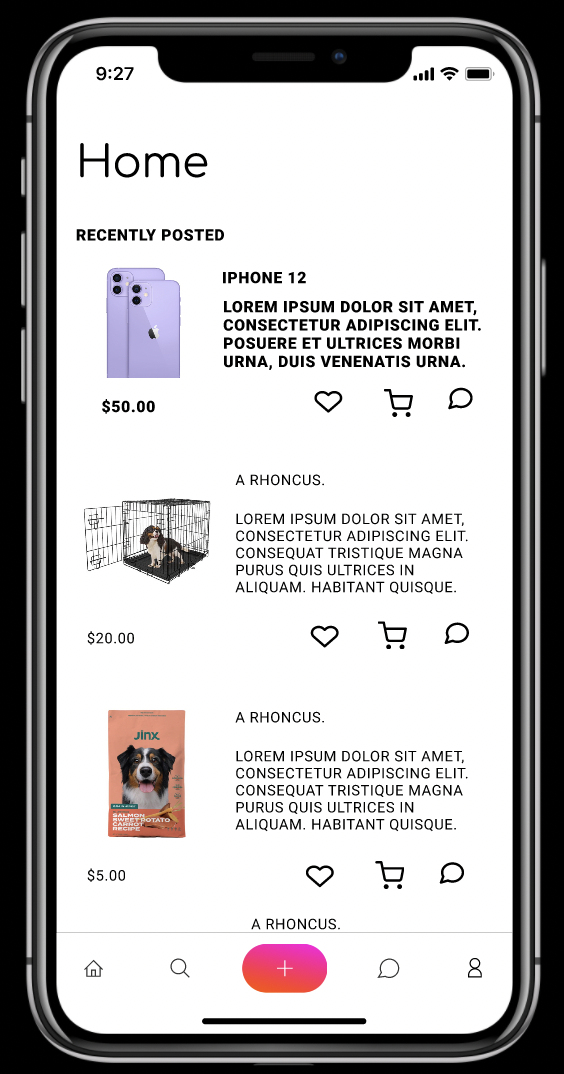 9:27
Home
RECENTLY POSTED
IPHONE 12
LOREM IPSUM DOLOR SIT AMET,
CONSECTETUR ADIPISCING ELIT.
POSUERE ET ULTRICES MORBI
URNA, DUIS VENENATIS URNA.
$50.00
A RHONCUS.
LOREM IPSUM DOLOR SIT AMET,
CONSECTETUR ADIPISCING ELIT.
CONSEQUAT TRISTIQUE MAGNA
PURUS QUIS ULTRICES IN
ALIQUAM. HABITANT QUISQUE.
$20.00
Jinx
SALMON
SWEET POTATO
CARROT
RECIPE
A RHONCUS.
LOREM IPSUM DOLOR SIT AMET,
CONSECTETUR ADIPISCING ELIT.
CONSEQUAT TRISTIQUE MAGNA
PURUS QUIS ULTRICES IN
ALIQUAM. HABITANT QUISQUE.
$5.00
A RHONCUS.